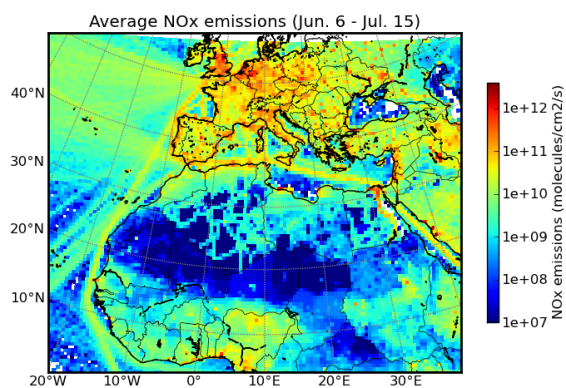 Average NOx emissions (Jun. 6 - Jul. 15)
40°N
30°N
20°N
10°N
20°W
10°W
0°
10°E
20°E
30°E
1e+12
1e+11
1e+10
1e+09
1e+08
1e+07
NOx emissions (molecules/cm2/s)